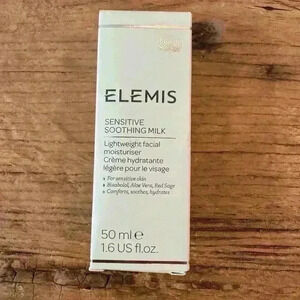 ELEMIS
SENSITIVE
SOOTHING MILK
Lightweight facial
moisturiser
Crème hydratante
légère pour le visage
For sensitive skin
Bisabolol, Aloe Vera, Red Sage
Comforts, soothes, hydrates
50 ml e
1.6 US fl.oz.